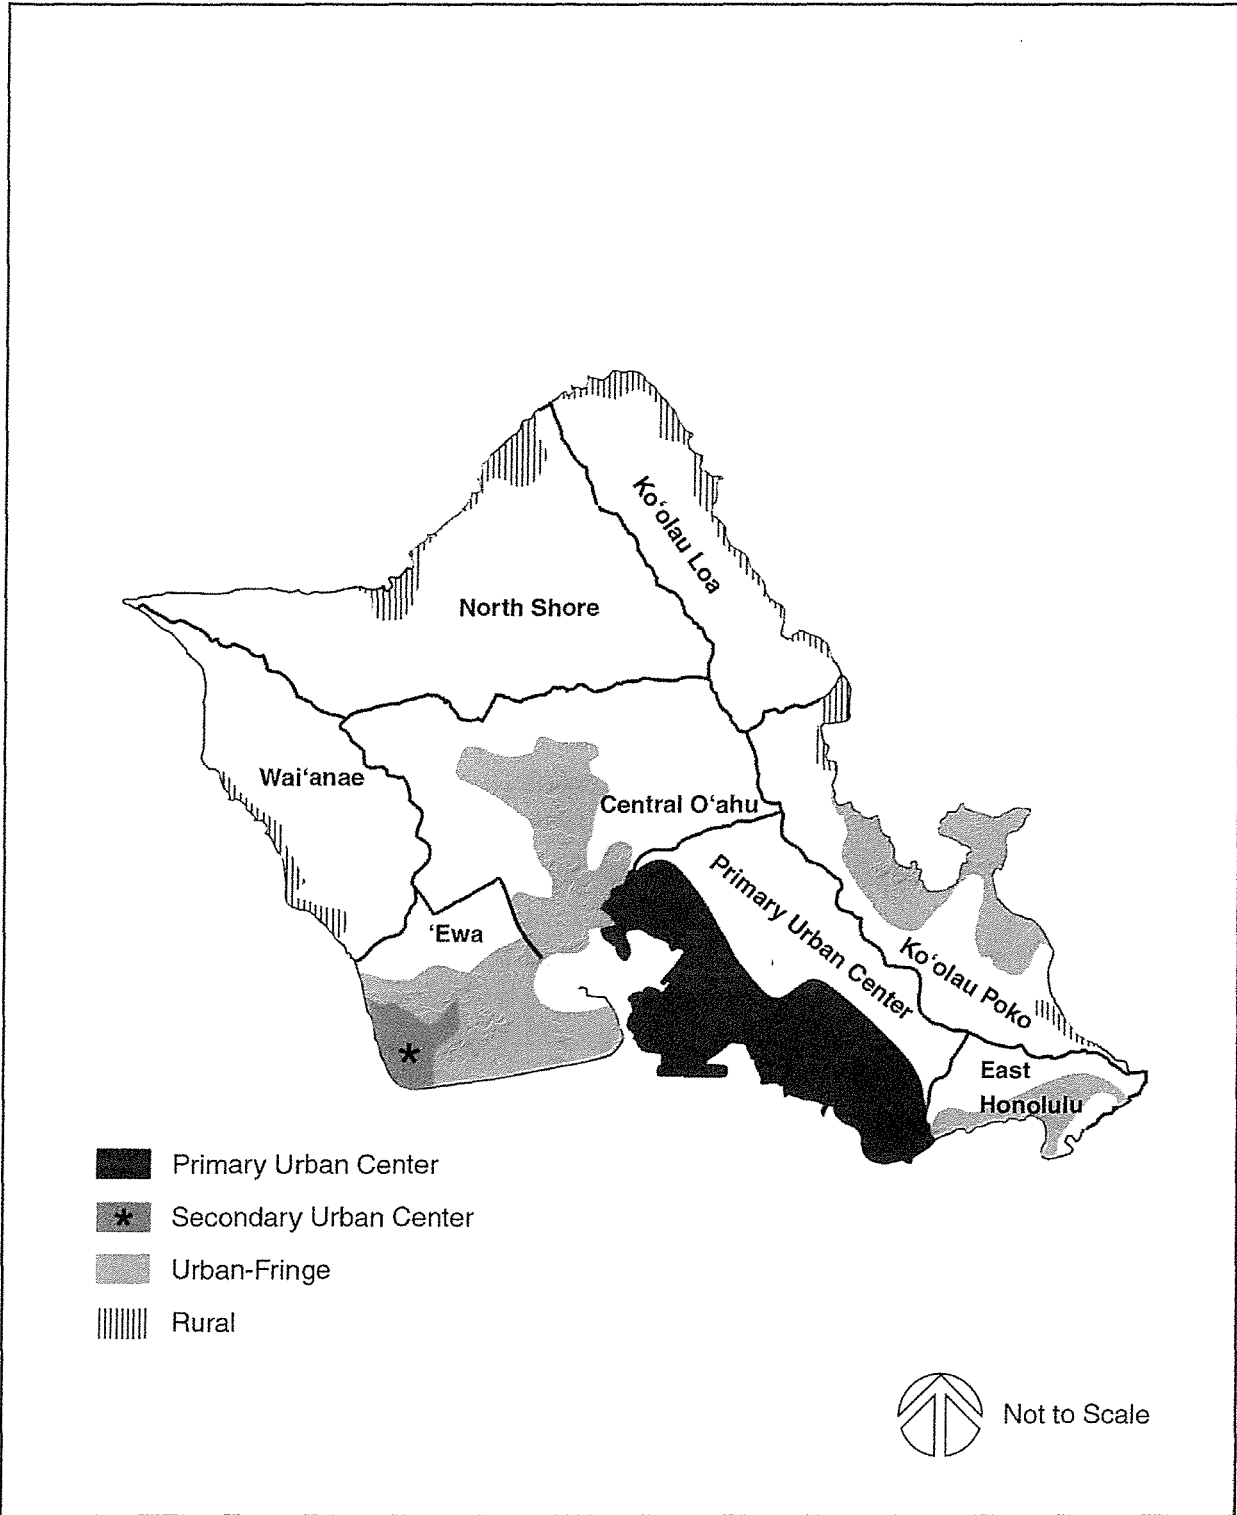 Ko‘olau Loa
North Shore
Wai‘anae
Central O‘ahu
Primary Urban Center
‘Ewa
Ko‘olau Poko
*
East
Honolulu
Primary Urban Center
* Secondary Urban Center
Urban-Fringe
Rural
Not to Scale